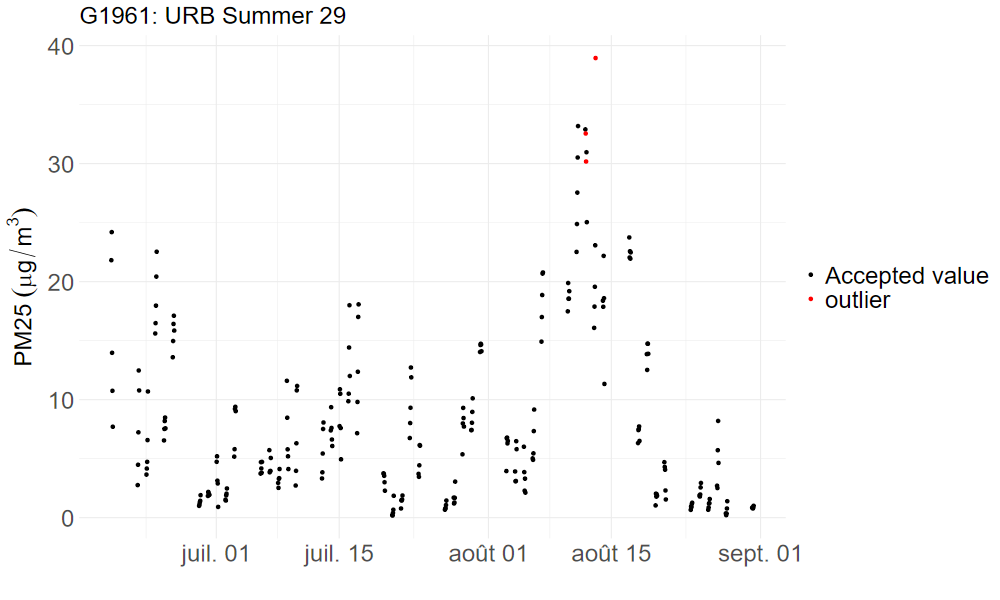 G1961: URB Summer 29
PM25 (μg/m³)
40
30
20
10
0
juil. 01
juil. 15
août 01
août 15
sept. 01
Accepted value
outlier